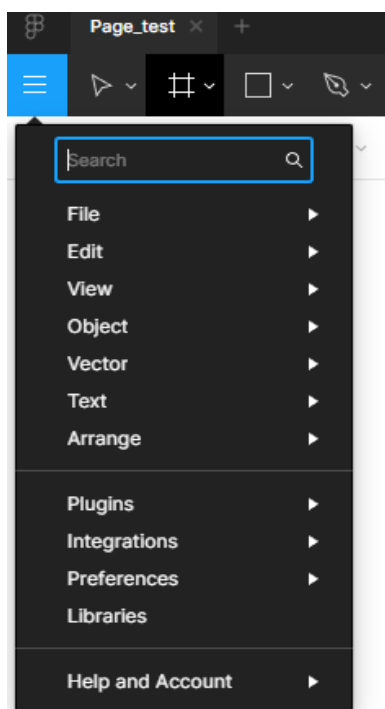 Page_test
Search
File
Edit
View
Object
Vector
Text
Arrange
Plugins
Integrations
Preferences
Libraries
Help and Account